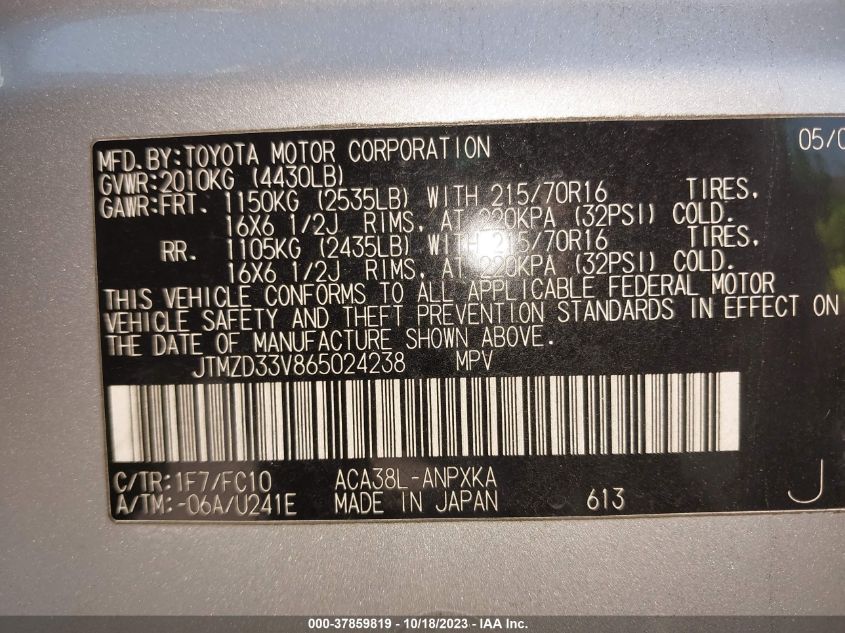 MFD. BY:TOYOTA MOTOR CORPORATION 05/0
GVWR:2010KG (4430LB)
GAWR:FRT. 1150KG (2535LB) WITH 215/70R16 TIRES,
16X6 1/2J RIMS, AT 220KPA (32PSI) COLD.
RR. 1105KG (2435LB) WITH 215/70R16 TIRES,
16X6 1/2J RIMS, AT 220KPA (32PSI) COLD.
THIS VEHICLE CONFORMS TO ALL APPLICABLE FEDERAL MOTOR
VEHICLE SAFETY AND THEFT PREVENTION STANDARDS IN EFFECT ON
THE DATE OF MANUFACTURE SHOWN ABOVE.
JTMZD33V865024238 MPV
C/TR:1F7/FC10 ACA38L-ANPXKA
A/TM:-06A/U241E MADE IN JAPAN 613 J
000-37859819 - 10/18/2023 - IAA Inc.